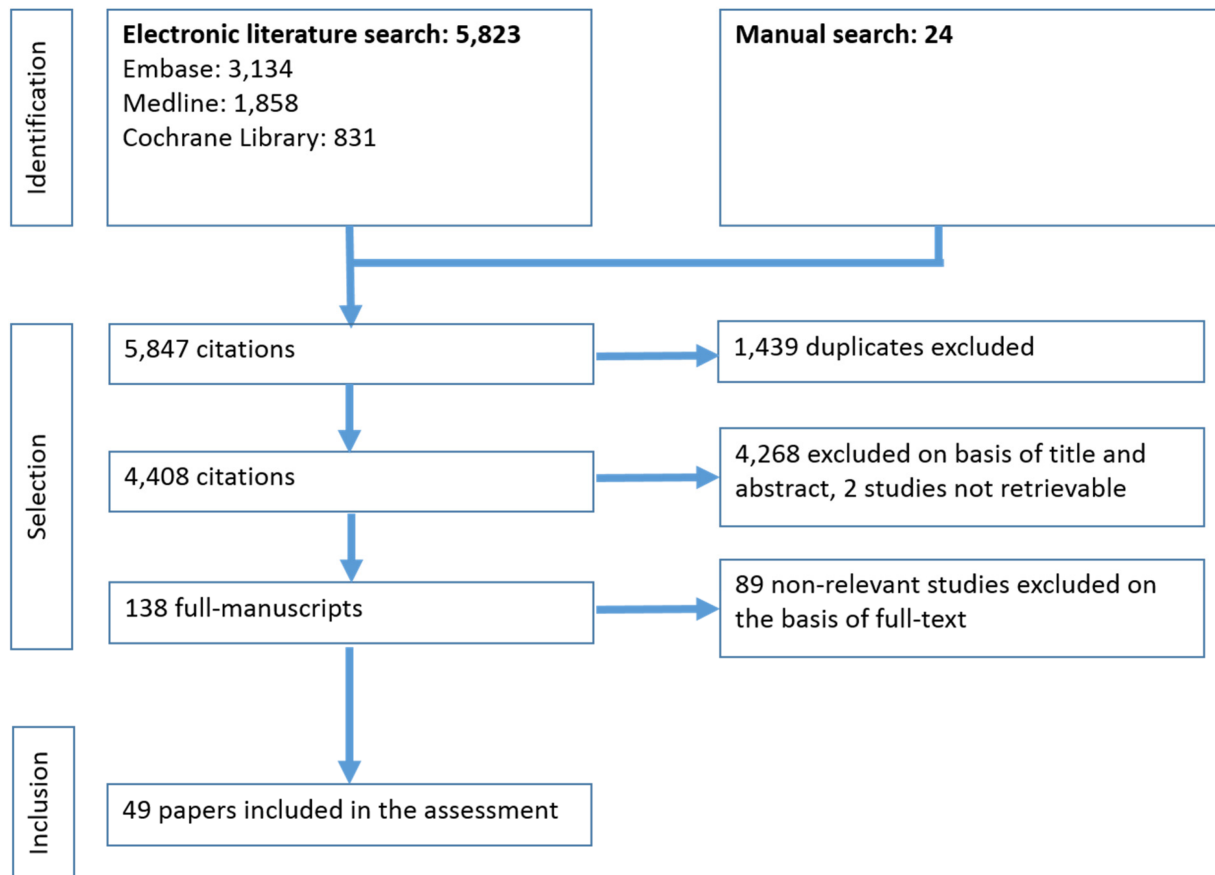 Identification
Electronic literature search: 5,823
Embase: 3,134
Medline: 1,858
Cochrane Library: 831
Manual search: 24
Selection
5,847 citations
1,439 duplicates excluded
4,408 citations
4,268 excluded on basis of title and
abstract, 2 studies not retrievable
138 full-manuscripts
89 non-relevant studies excluded on
the basis of full-text
Inclusion
49 papers included in the assessment